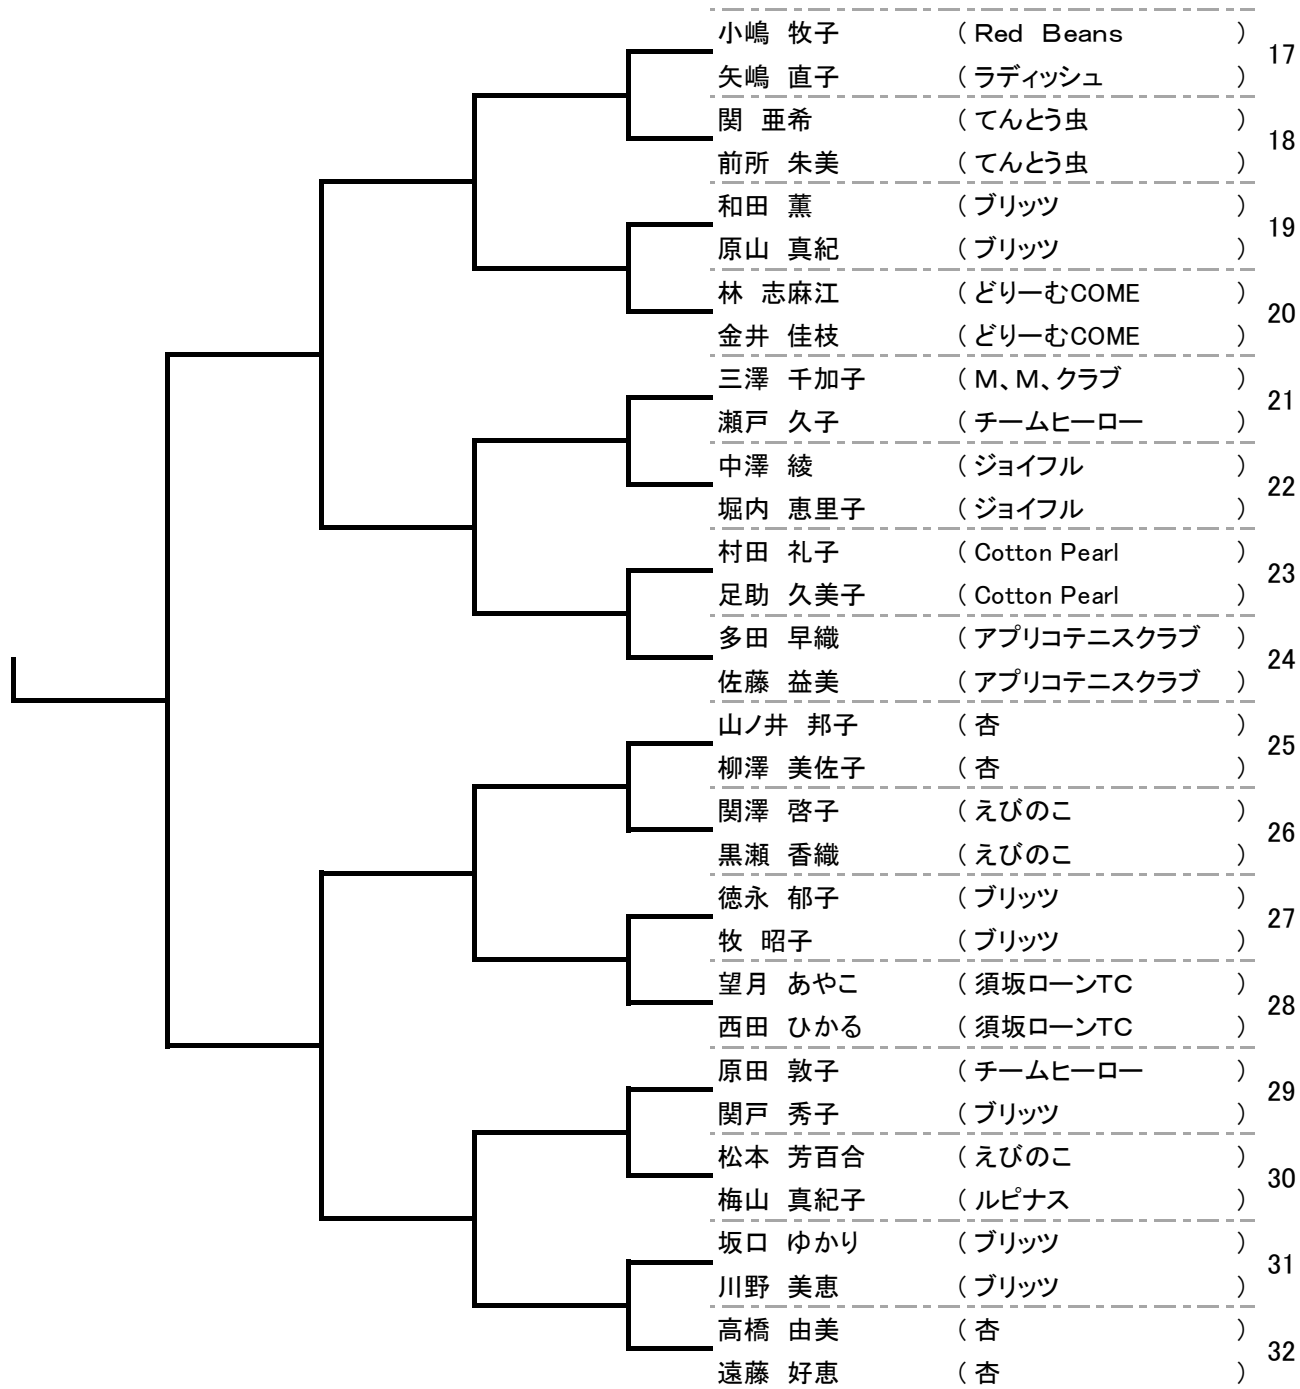 小嶋 牧子 ( Red Beans )
17
矢嶋 直子 ( ラディッシュ )
関 亜希 ( てんとう虫 )
18
前所 朱美 ( てんとう虫 )
和田 薫 ( ブリッツ )
19
原山 真紀 ( ブリッツ )
林 志麻江 ( どりーむCOME )
20
金井 佳枝 ( どりーむCOME )
三澤 千加子 ( M、M、クラブ )
21
瀬戸 久子 ( チームヒーロー )
中澤 綾 ( ジョイフル )
22
堀内 恵里子 ( ジョイフル )
村田 礼子 ( Cotton Pearl )
23
足助 久美子 ( Cotton Pearl )
多田 早織 ( アプリコテニスクラブ )
24
佐藤 益美 ( アプリコテニスクラブ )
山ノ井 邦子 ( 杏 )
25
柳澤 美佐子 ( 杏 )
関澤 啓子 ( えびのこ )
26
黒瀬 香織 ( えびのこ )
徳永 郁子 ( ブリッツ )
27
牧 昭子 ( ブリッツ )
望月 あやこ ( 須坂ローンTC )
28
西田 ひかる ( 須坂ローンTC )
原田 敦子 ( チームヒーロー )
29
関戸 秀子 ( ブリッツ )
松本 芳百合 ( えびのこ )
30
梅山 真紀子 ( ルピナス )
坂口 ゆかり ( ブリッツ )
31
川野 美恵 ( ブリッツ )
高橋 由美 ( 杏 )
32
遠藤 好恵 ( 杏 )